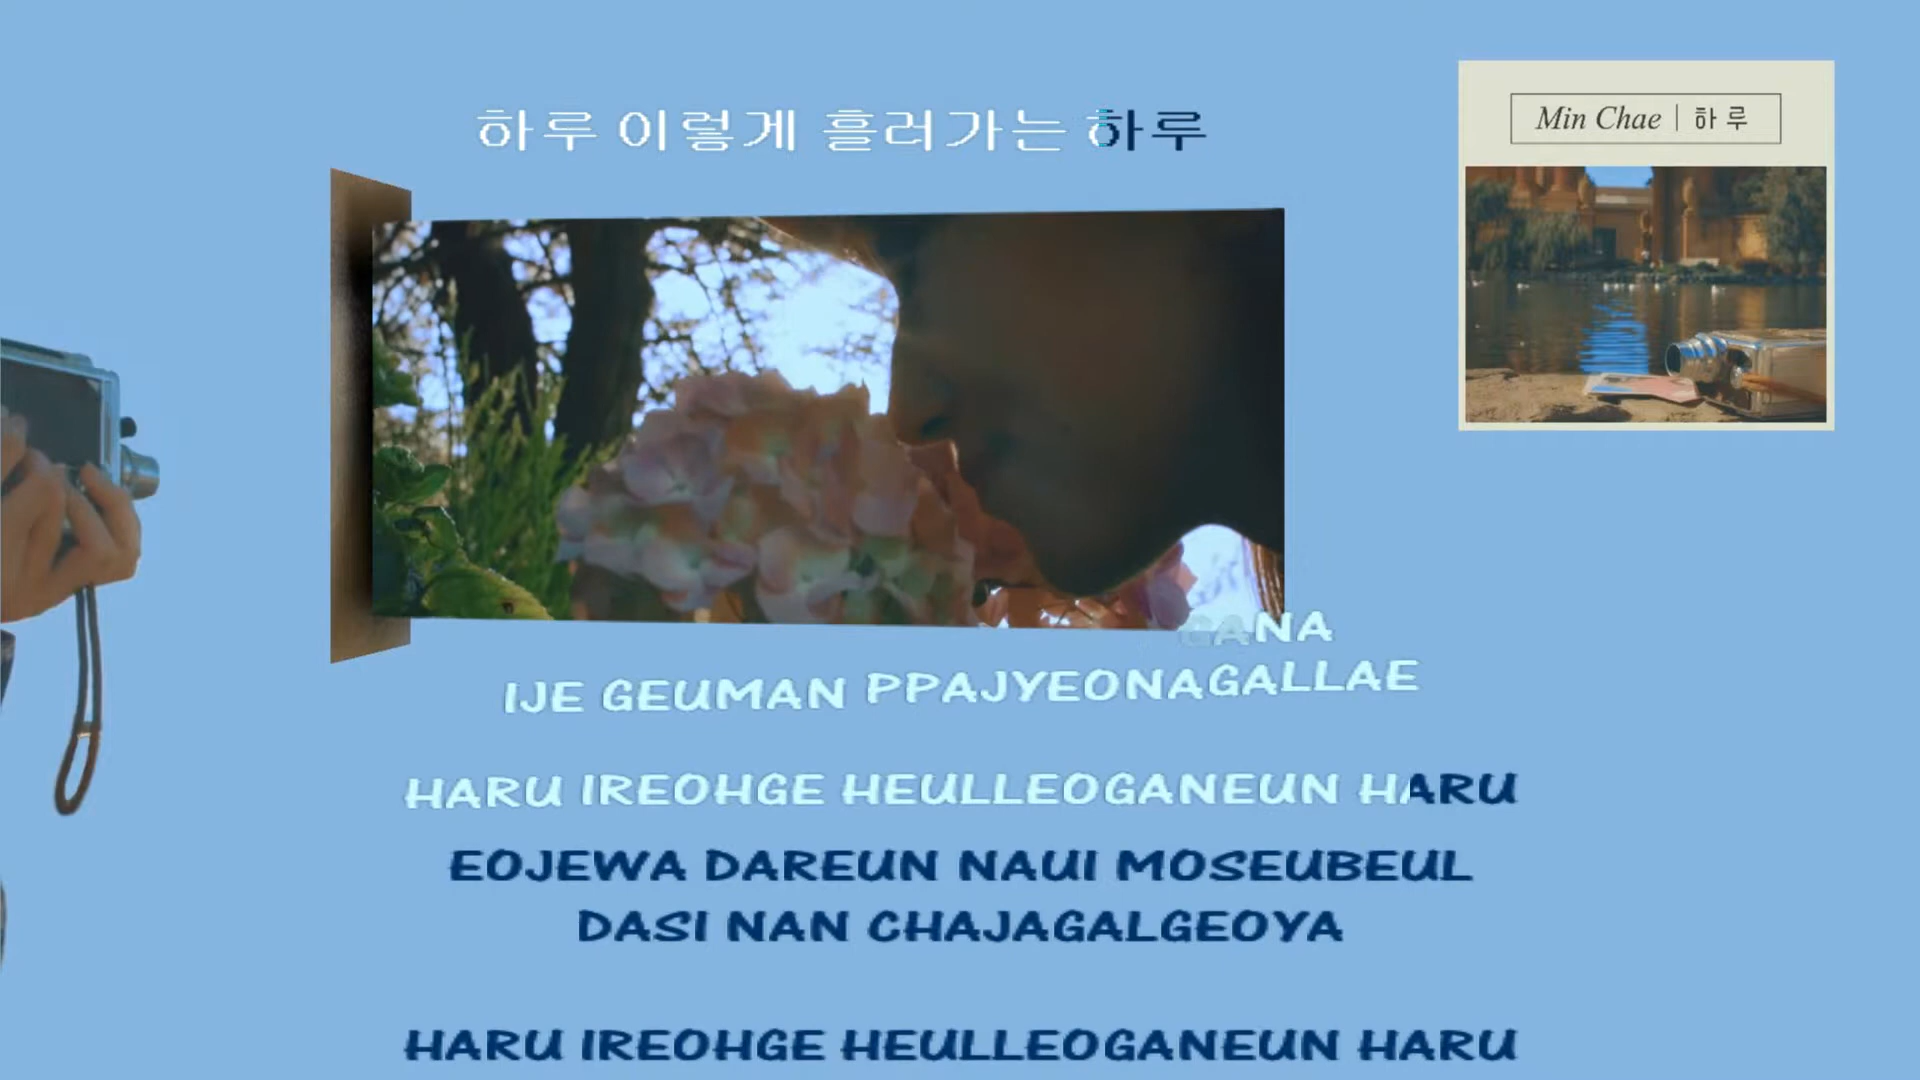 하루 이렇게 흘러가는 하루
Min Chae | 하루
GANA
IJE GEUMAN PPAJYEONAGALLAE
HARU IREOHGE HEULLEOGANEUN HARU
EOJEWA DAREUN NAUI MOSEUBEUL
DASI NAN CHAJAGALGEOYA
HARU IREOHGE HEULLEOGANEUN HARU